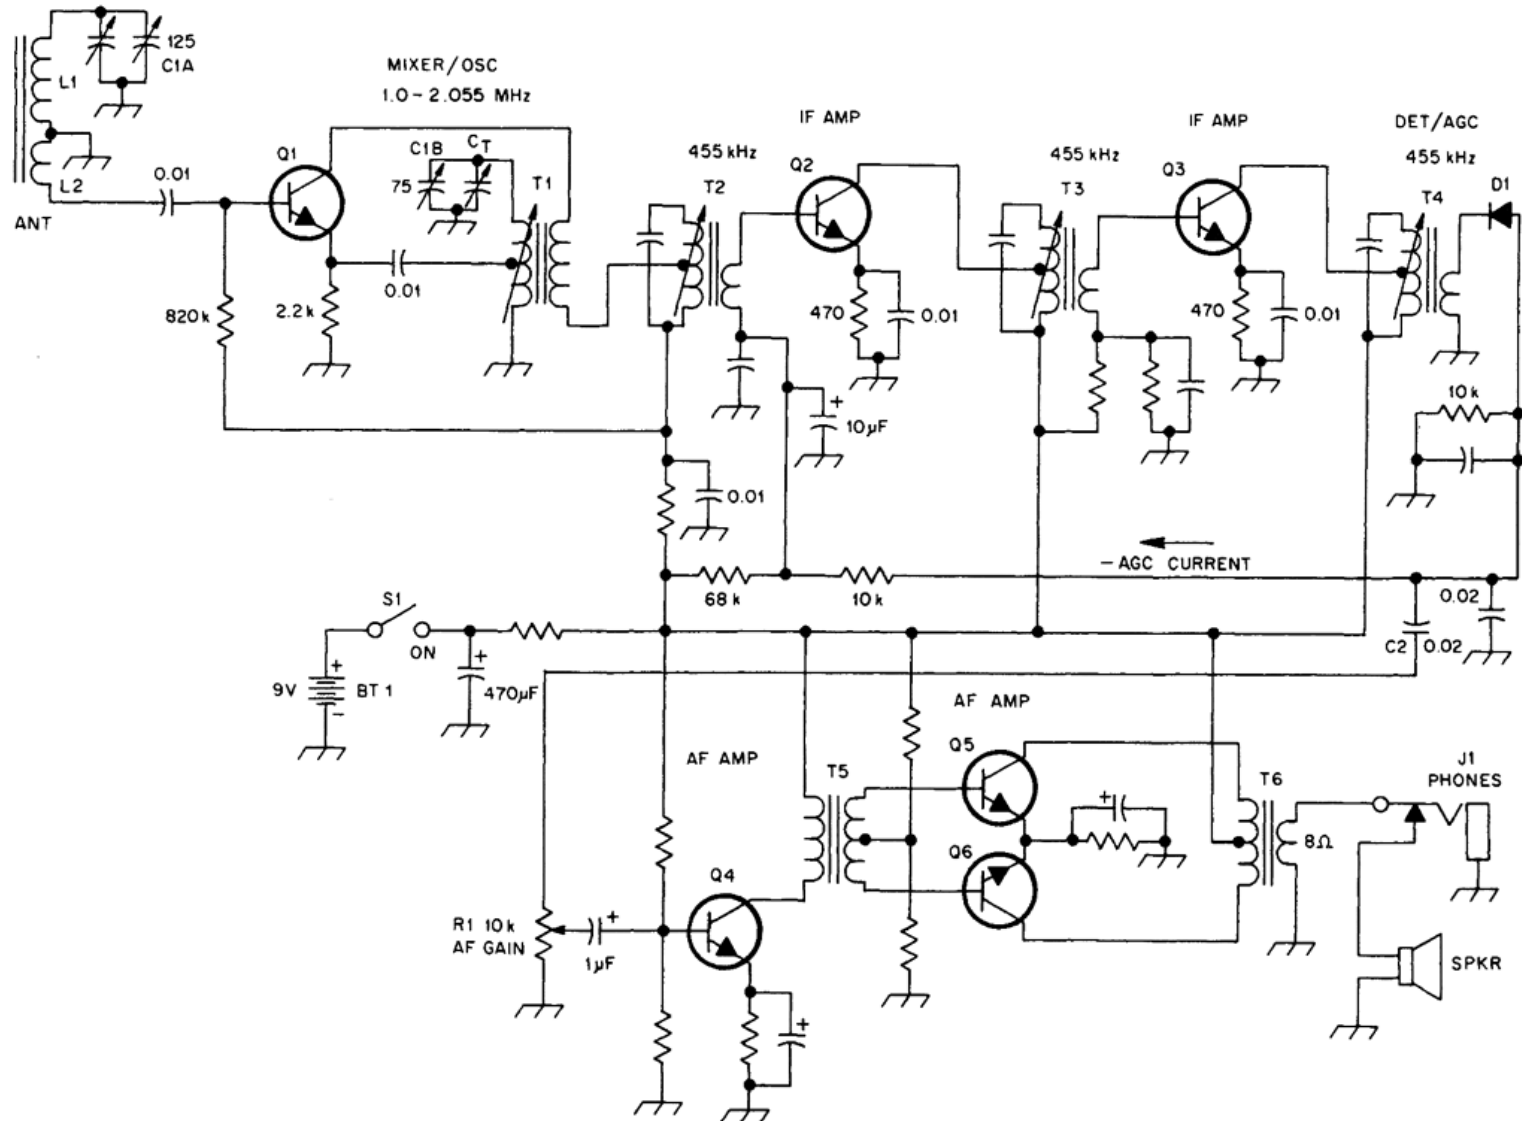 125
C1A
L1
L2
ANT
0.01
MIXER/OSC
1.0-2.055 MHz
Q1
C1B
CT
75
T1
0.01
820k
2.2k
IF AMP
455 kHz
T2
Q2
470
0.01
10µF
0.01
IF AMP
455 kHz
T3
Q3
470
0.01
DET/AGC
455 kHz
T4
D1
10k
-AGC CURRENT
68k
10k
0.02
C2 0.02
S1
ON
9V
+
-
BT 1
+
470µF
AF AMP
AF AMP
T5
Q5
Q6
+
T6
8Ω
J1
PHONES
SPKR
Q4
R1 10k
AF GAIN
+
1µF
+
+